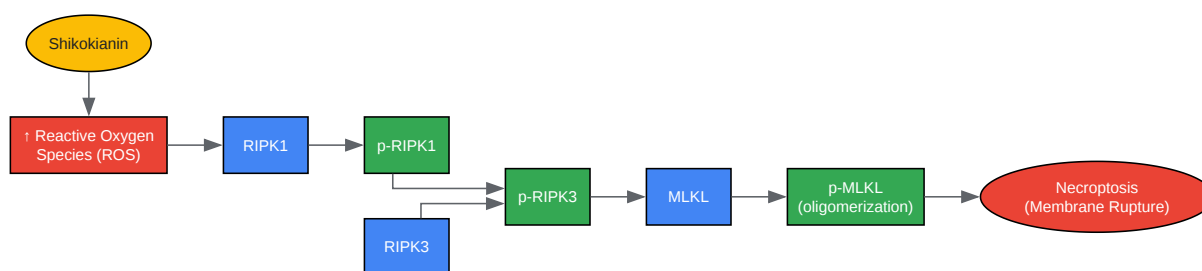 Shikokianin
↑ Reactive Oxygen
Species (ROS)
RIPK1
p-RIPK1
RIPK3
p-RIPK3
MLKL
p-MLKL
(oligomerization)
Necroptosis
(Membrane Rupture)